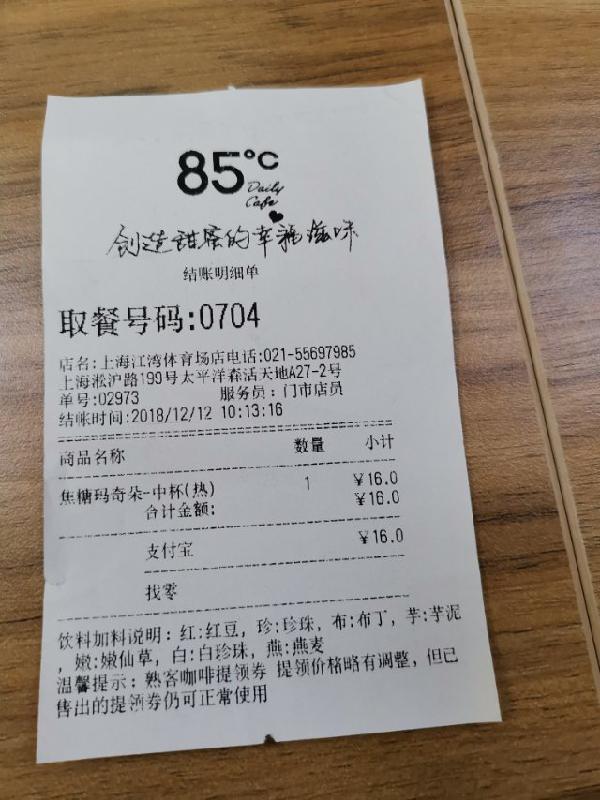 85°C
Daily
Cafe
创造甜蜜的幸福滋味
结账明细单
取餐号码:0704
店名:上海江湾体育场店电话:021-55697985
上海淞沪路199号太平洋森活天地A27-2号
单号:02973 服务员：门市店员
结帐时间:2018/12/12 10:13:16
商品名称 数量 小计
焦糖玛奇朵-中杯(热) 1 ￥16.0
合计金额: ￥16.0
支付宝 ￥16.0
找零
饮料加料说明：红:红豆，珍:珍珠，布:布丁，芋:芋泥
，嫩:嫩仙草，白:白珍珠，燕:燕麦
温馨提示；熟客咖啡提领券 提领价格略有调整，但已
售出的提领券仍可正常使用